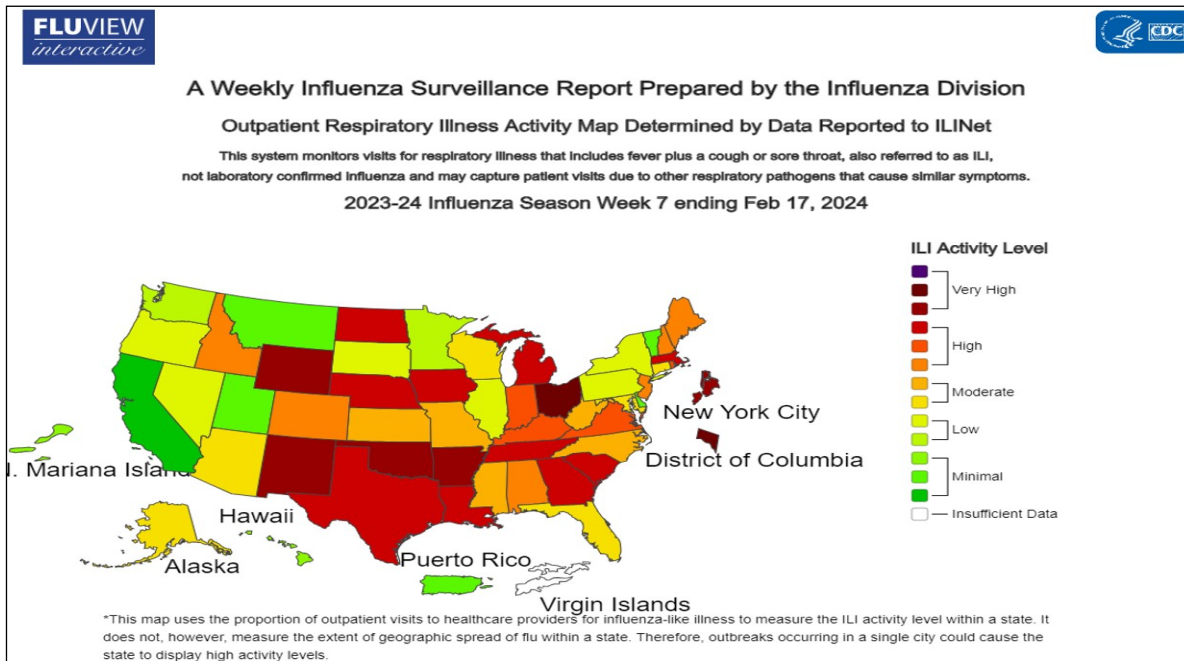 FLUVIEW
interactive
CDC
A Weekly Influenza Surveillance Report Prepared by the Influenza Division
Outpatient Respiratory Illness Activity Map Determined by Data Reported to ILINet
This system monitors visits for respiratory illness that includes fever plus a cough or sore throat, also referred to as ILI,
not laboratory confirmed influenza and may capture patient visits due to other respiratory pathogens that cause similar symptoms.
2023-24 Influenza Season Week 7 ending Feb 17, 2024
ILI Activity Level
Very High
High
Moderate
Low
Minimal
Insufficient Data
New York City
District of Columbia
N. Mariana Island
Hawaii
Alaska
Puerto Rico
Virgin Islands
*This map uses the proportion of outpatient visits to healthcare providers for influenza-like illness to measure the ILI activity level within a state. It
does not, however, measure the extent of geographic spread of flu within a state. Therefore, outbreaks occurring in a single city could cause the
state to display high activity levels.